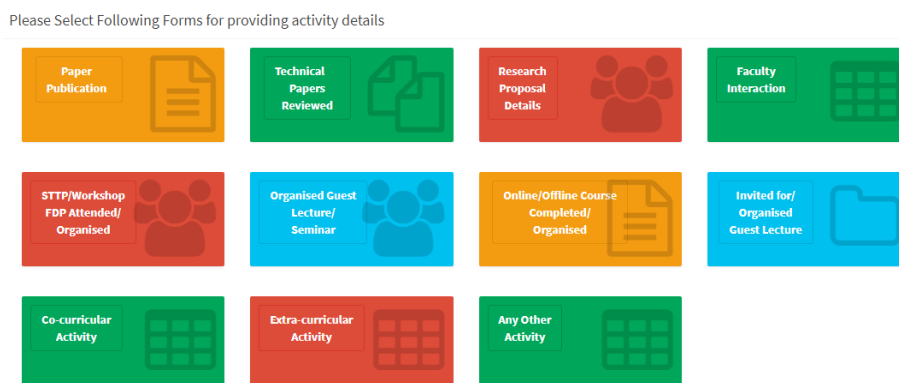 Please Select Following Forms for providing activity details
Paper
Publication
Technical
Papers
Reviewed
Research
Proposal
Details
Faculty
Interaction
STTP/Workshop
FDP Attended/
Organised
Organised Guest
Lecture/
Seminar
Online/Offline Course
Completed/
Organised
Invited for/
Organised
Guest Lecture
Co-curricular
Activity
Extra-curricular
Activity
Any Other
Activity